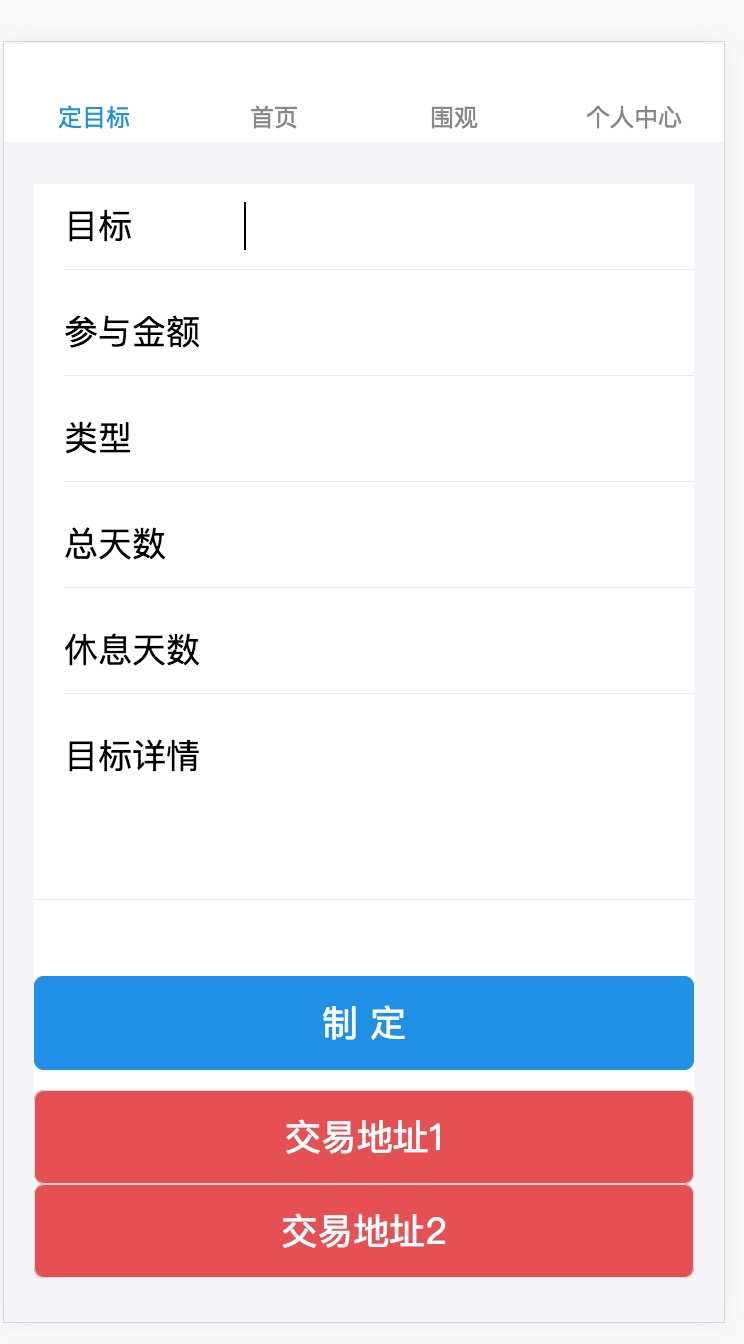 定目标 首页 围观 个人中心
目标
参与金额
类型
总天数
休息天数
目标详情
制 定
交易地址1
交易地址2